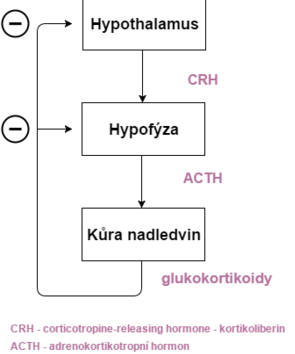 Hypothalamus
CRH
Hypofýza
ACTH
Kůra nadledvin
glukokortikoidy
CRH - corticotropine-releasing hormone - kortikoliberin
ACTH - adrenokortikotropní hormon